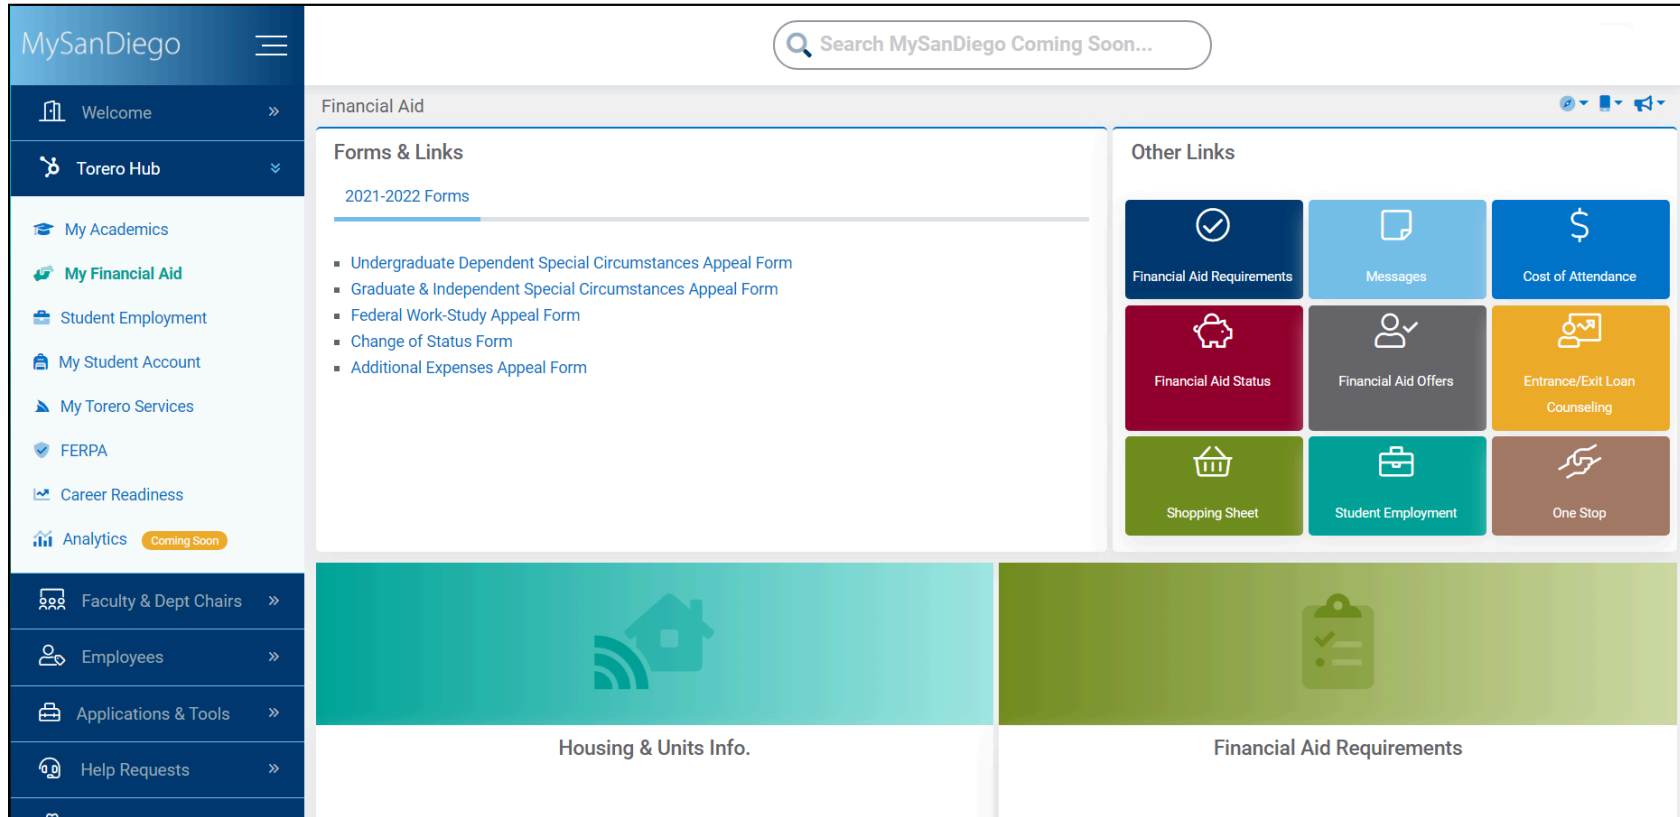 MySanDiego
Search MySanDiego Coming Soon...
Welcome
Torero Hub
My Academics
My Financial Aid
Student Employment
My Student Account
My Torero Services
FERPA
Career Readiness
Analytics Coming Soon
Faculty & Dept Chairs
Employees
Applications & Tools
Help Requests
Financial Aid
Forms & Links
2021-2022 Forms
Undergraduate Dependent Special Circumstances Appeal Form
Graduate & Independent Special Circumstances Appeal Form
Federal Work-Study Appeal Form
Change of Status Form
Additional Expenses Appeal Form
Other Links
Financial Aid Requirements
Messages
Cost of Attendance
Financial Aid Status
Financial Aid Offers
Entrance/Exit Loan
Counseling
Shopping Sheet
Student Employment
One Stop
Housing & Units Info.
Financial Aid Requirements